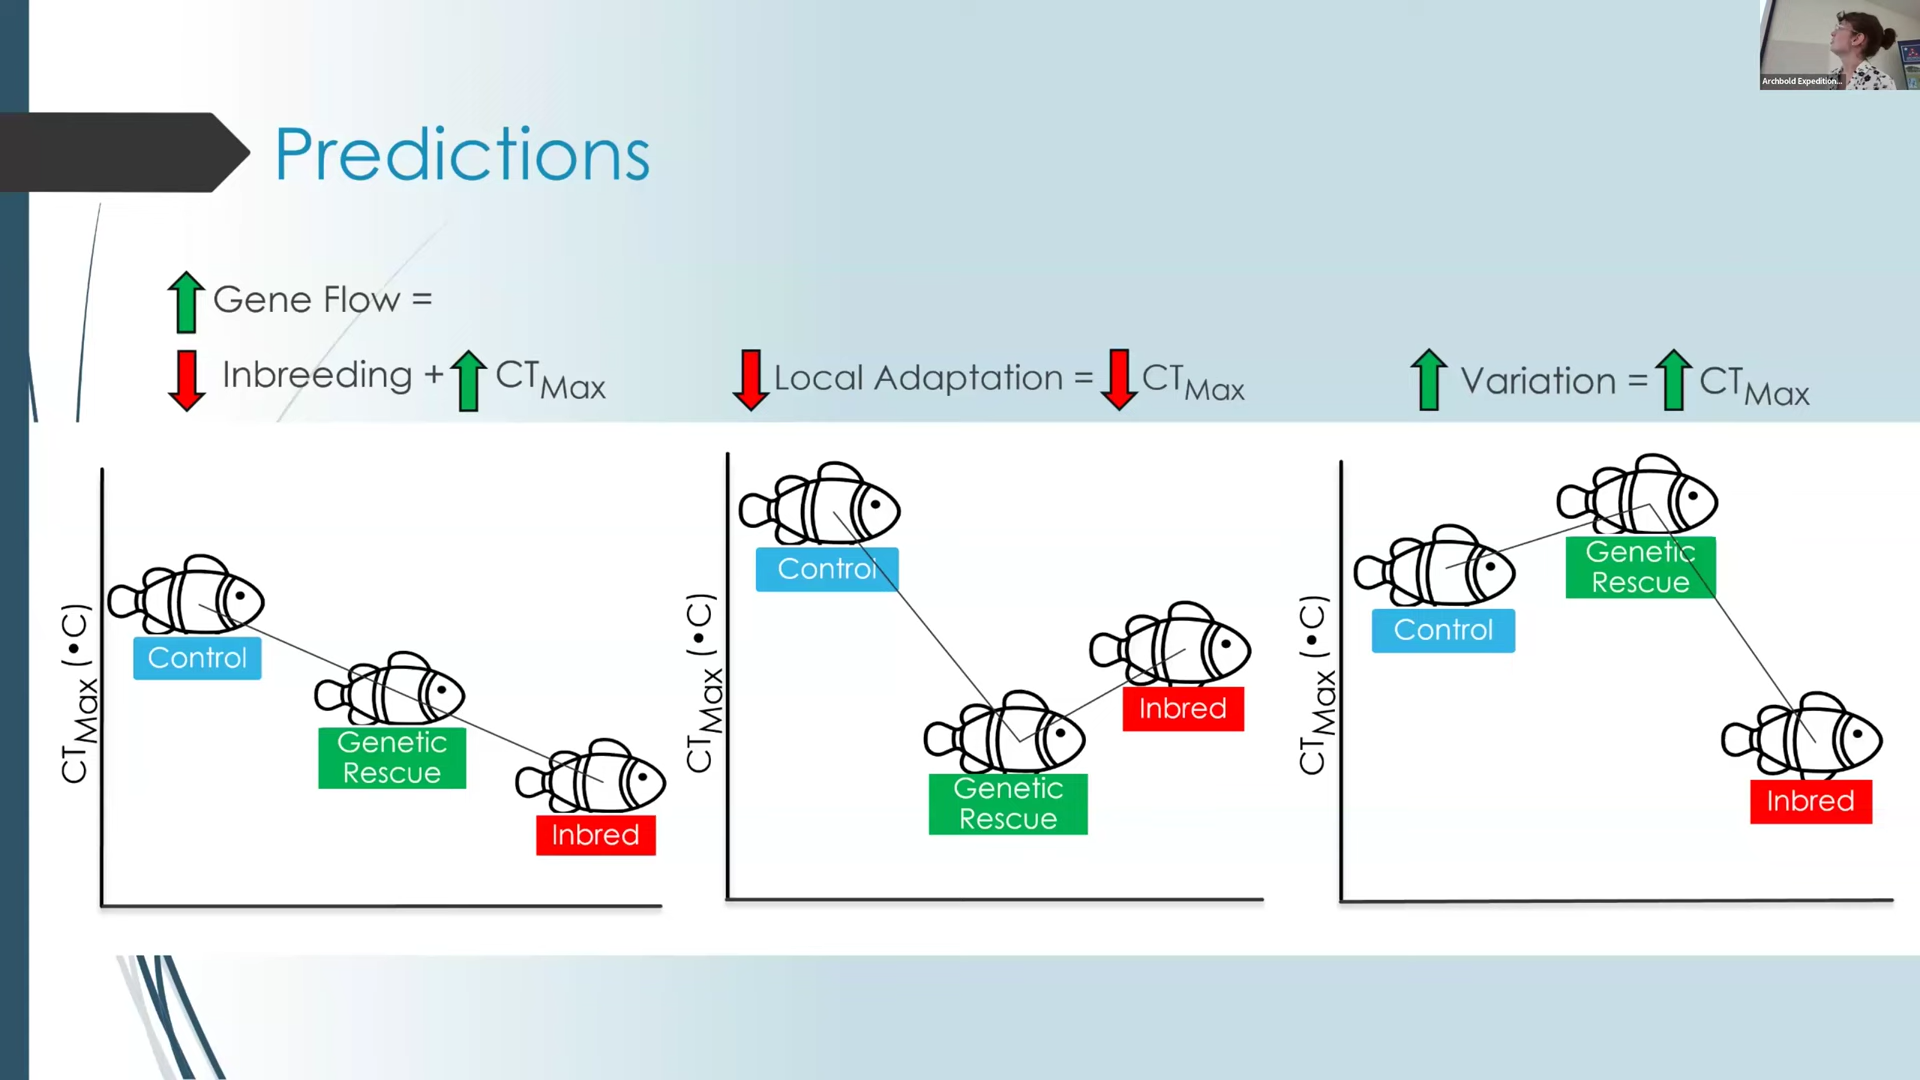 Archbold Expedition...
Predictions
Gene Flow =
Inbreeding + CTMax
Local Adaptation = CTMax
Variation = CTMax
CTMax (•C)
Control
Genetic
Rescue
Inbred
CTMax (•C)
Control
Genetic
Rescue
Inbred
CTMax (•C)
Control
Genetic
Rescue
Inbred